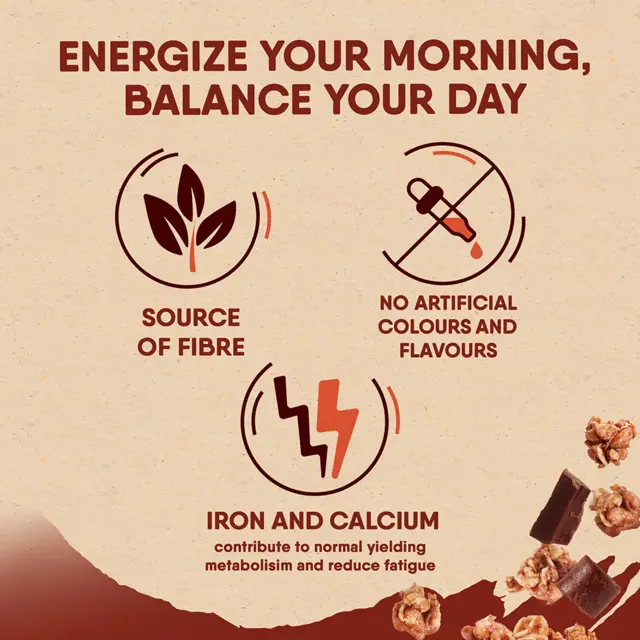 ENERGIZE YOUR MORNING,
BALANCE YOUR DAY
SOURCE
OF FIBRE
NO ARTIFICIAL
COLOURS AND
FLAVOURS
IRON AND CALCIUM
contribute to normal yielding
metabolisim and reduce fatigue